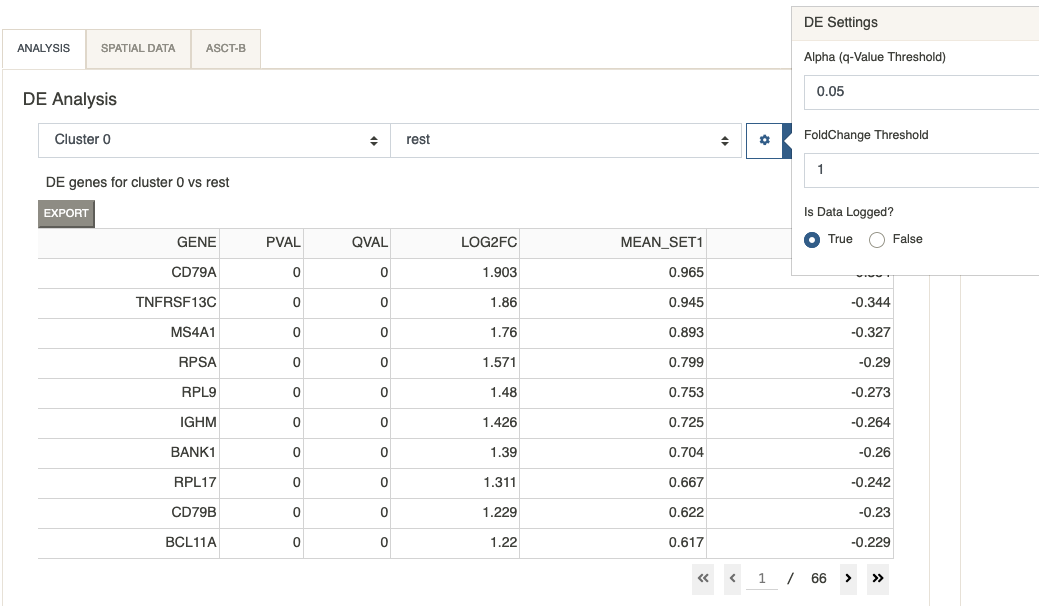 DE Settings
ANALYSIS SPATIAL DATA ASCT-B
Alpha (q-Value Threshold)
0.05
DE Analysis
Cluster 0 rest
FoldChange Threshold
1
DE genes for cluster 0 vs rest
EXPORT
Is Data Logged?
True False
GENE PVAL QVAL LOG2FC MEAN_SET1
CD79A 0 0 1.903 0.965
TNFRSF13C 0 0 1.86 0.945 -0.344
MS4A1 0 0 1.76 0.893 -0.327
RPSA 0 0 1.571 0.799 -0.29
RPL9 0 0 1.48 0.753 -0.273
IGHM 0 0 1.426 0.725 -0.264
BANK1 0 0 1.39 0.704 -0.26
RPL17 0 0 1.311 0.667 -0.242
CD79B 0 0 1.229 0.622 -0.23
BCL11A 0 0 1.22 0.617 -0.229
« ‹ 1 / 66 › »